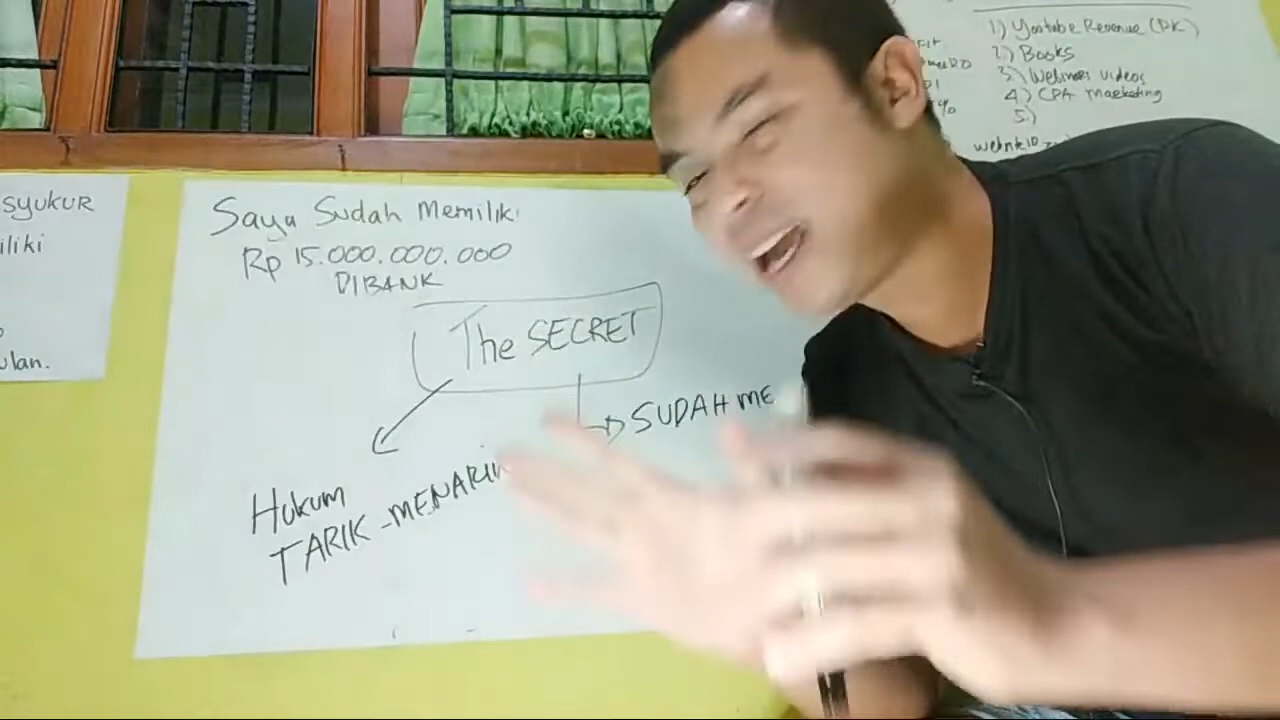 SYUKUR
iliki
ulan.
Saya Sudah Memiliki
Rp 15.000.000.000
DIBANK
The SECRET
SUDAH ME
Hukum
TARIK-MENARIK
1) Youtube Revenue (PK)
2) Books
3) Webinars videos
4) CPA Marketing
5)